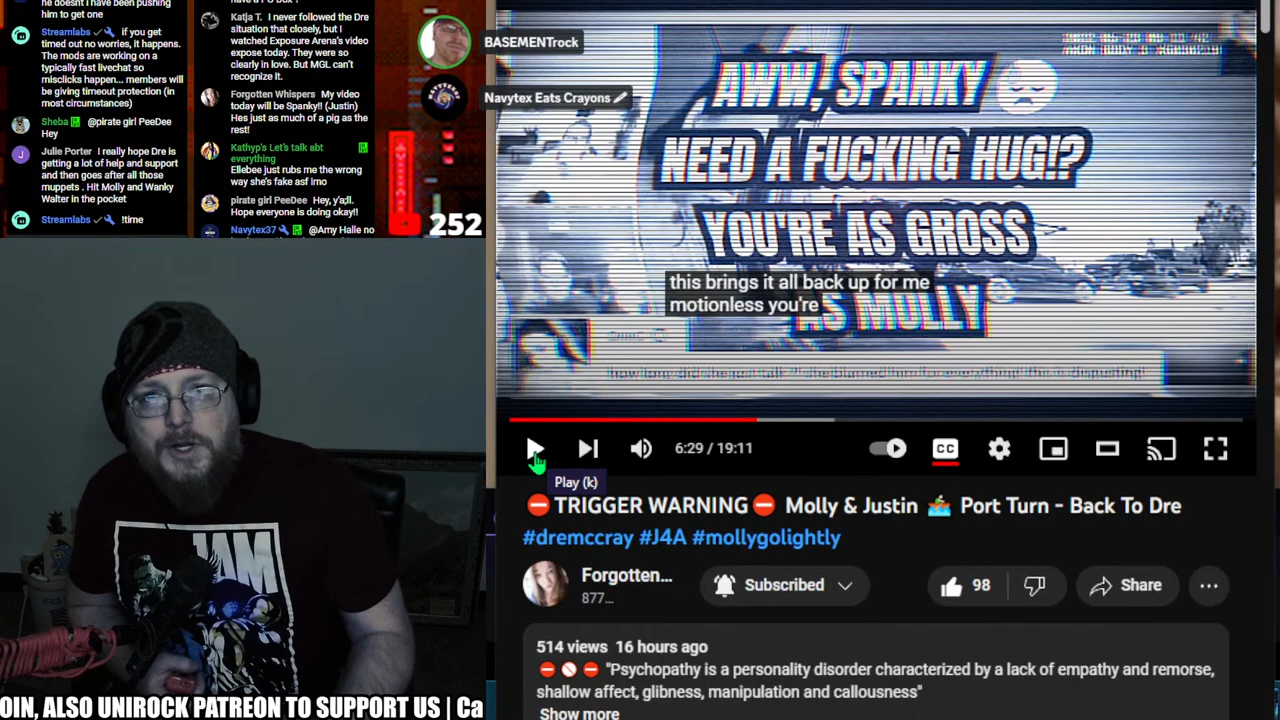 him to get one
Streamlabs if you get
timed out no worries, it happens.
The mods are working on a
typically fast livechat so
misclicks happen... members will
be giving timeout protection (in
most circumstances)
Sheba @pirate girl PeeDee
Hey
Julie Porter I really hope Dre is
getting a lot of help and support
and then goes after all those
muppets . Hit Molly and Wanky
Walter in the pocket
Streamlabs !time
Katja T. I never followed the Dre
situation that closely, but I
watched Exposure Arena's video
expose today. They were so
clearly in love. But MGL can't
recognize it.
Forgotten Whispers My video
today will be Spanky!! (Justin)
Hes just as much of a pig as the
rest!
Kathyp's Let's talk abt
everything
Ellebee just rubs me the wrong
way she's fake asf imo
pirate girl PeeDee Hey, y'a;ll.
Hope everyone is doing okay!!
Navytex37 @Amy Halle no
252
BASEMENTrock
Navytex Eats Crayons
AWW, SPANKY
NEED A FUCKING HUG!?
YOU'RE AS GROSS
AS MOLLY
this brings it all back up for me
motionless you're
6:29 / 19:11
CC
Play (k)
TRIGGER WARNING Molly & Justin Port Turn - Back To Dre
#dremccray #J4A #mollygolightly
Forgotten...
877...
Subscribed
98
Share
514 views 16 hours ago
"Psychopathy is a personality disorder characterized by a lack of empathy and remorse,
shallow affect, glibness, manipulation and callousness"
Show more
JAM
OIN, ALSO UNIROCK PATREON TO SUPPORT US | Ca